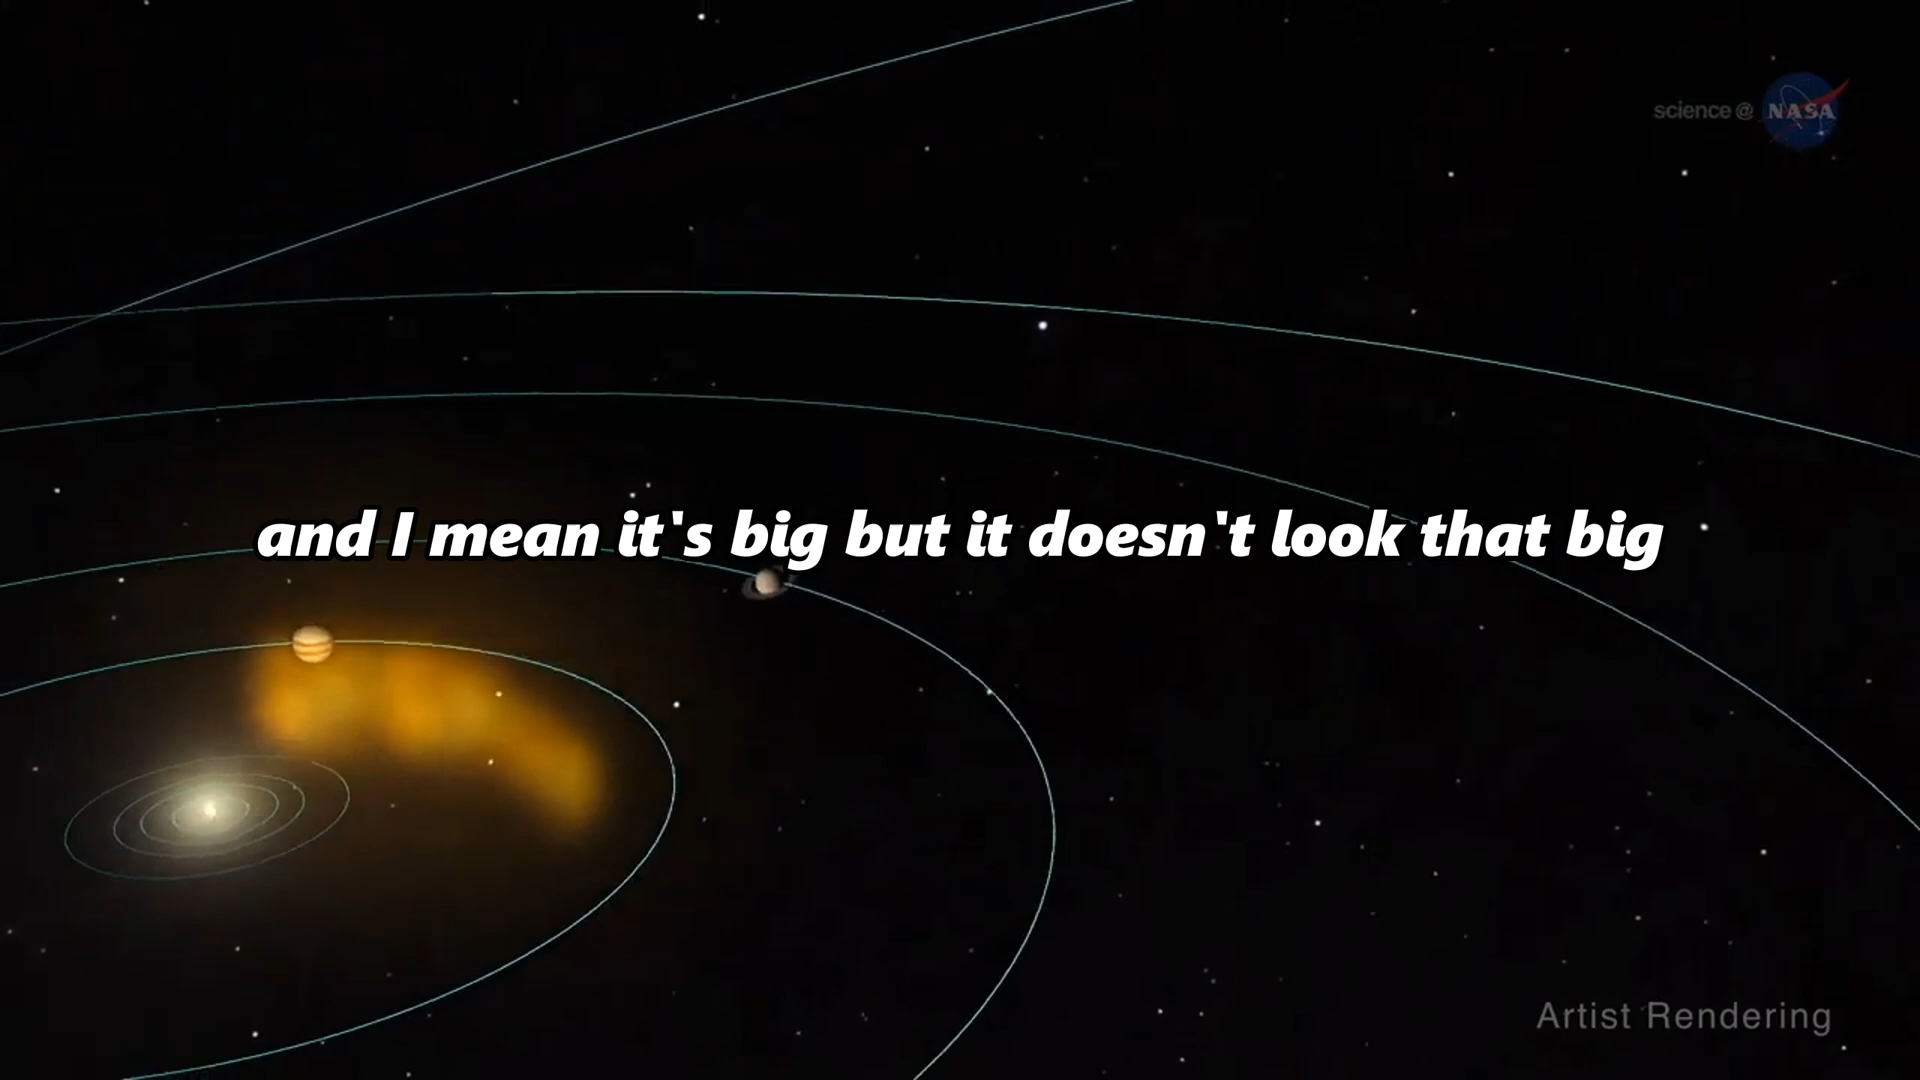 science @ NASA
and I mean it's big but it doesn't look that big
Artist Rendering